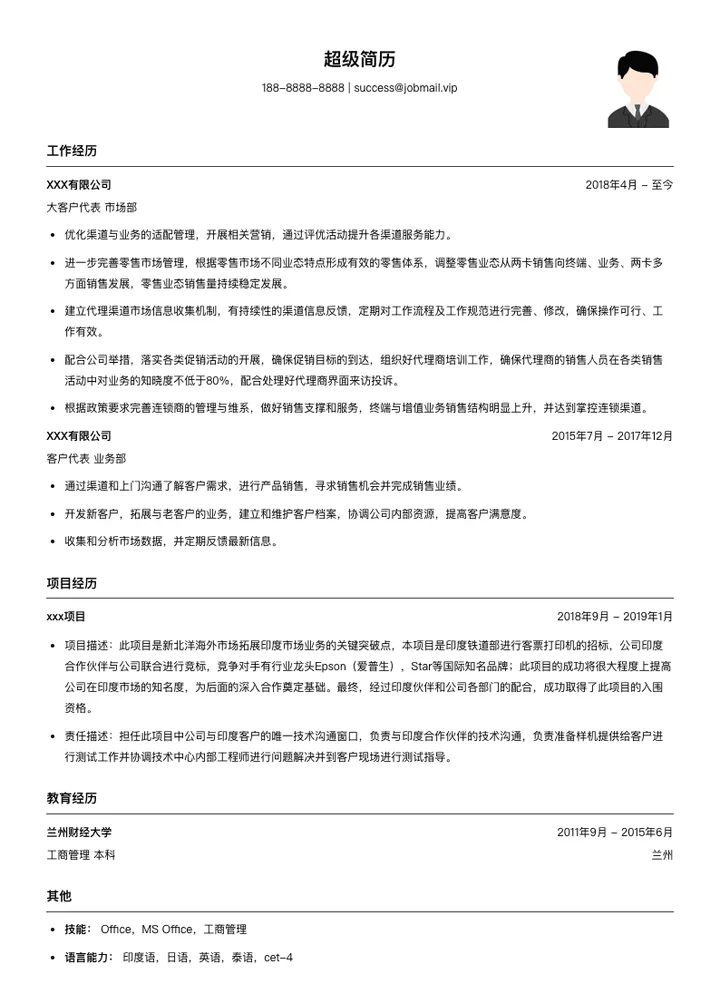 超级简历
188-8888-8888 | success@jobmail.vip
工作经历
XXX有限公司 2018年4月 - 至今
大客户代表 市场部
• 优化渠道与业务的适配管理，开展相关营销，通过评优活动提升各渠道服务能力。
• 进一步完善零售市场管理，根据零售市场不同业态特点形成有效的零售体系，调整零售业态从两卡销售向终端、业务、两卡多
方面销售发展，零售业态销售量持续稳定发展。
• 建立代理渠道市场信息收集机制，有持续性的渠道信息反馈，定期对工作流程及工作规范进行完善、修改，确保操作可行、工
作有效。
• 配合公司举措，落实各类促销活动的开展，确保促销目标的到达，组织好代理商培训工作，确保代理商的销售人员在各类销售
活动中对业务的知晓度不低于80%，配合处理好代理商界面来访投诉。
• 根据政策要求完善连锁商的管理与维系，做好销售支撑和服务，终端与增值业务销售结构明显上升，并达到掌控连锁渠道。
XXX有限公司 2015年7月 - 2017年12月
客户代表 业务部
• 通过渠道和上门沟通了解客户需求，进行产品销售，寻求销售机会并完成销售业绩。
• 开发新客户，拓展与老客户的业务，建立和维护客户档案，协调公司内部资源，提高客户满意度。
• 收集和分析市场数据，并定期反馈最新信息。
项目经历
xxx项目 2018年9月 - 2019年1月
• 项目描述：此项目是新北洋海外市场拓展印度市场业务的关键突破点，本项目是印度铁道部进行客票打印机的招标，公司印度
合作伙伴与公司联合进行竞标，竞争对手有行业龙头Epson（爱普生），Star等国际知名品牌；此项目的成功将很大程度上提高
公司在印度市场的知名度，为后面的深入合作奠定基础。最终，经过印度伙伴和公司各部门的配合，成功取得了此项目的入围
资格。
• 责任描述：担任此项目中公司与印度客户的唯一技术沟通窗口，负责与印度合作伙伴的技术沟通，负责准备样机提供给客户进
行测试工作并协调技术中心内部工程师进行问题解决并到客户现场进行测试指导。
教育经历
兰州财经大学 2011年9月 - 2015年6月
工商管理 本科 兰州
其他
• 技能： Office，MS Office，工商管理
• 语言能力： 印度语，日语，英语，泰语，cet-4